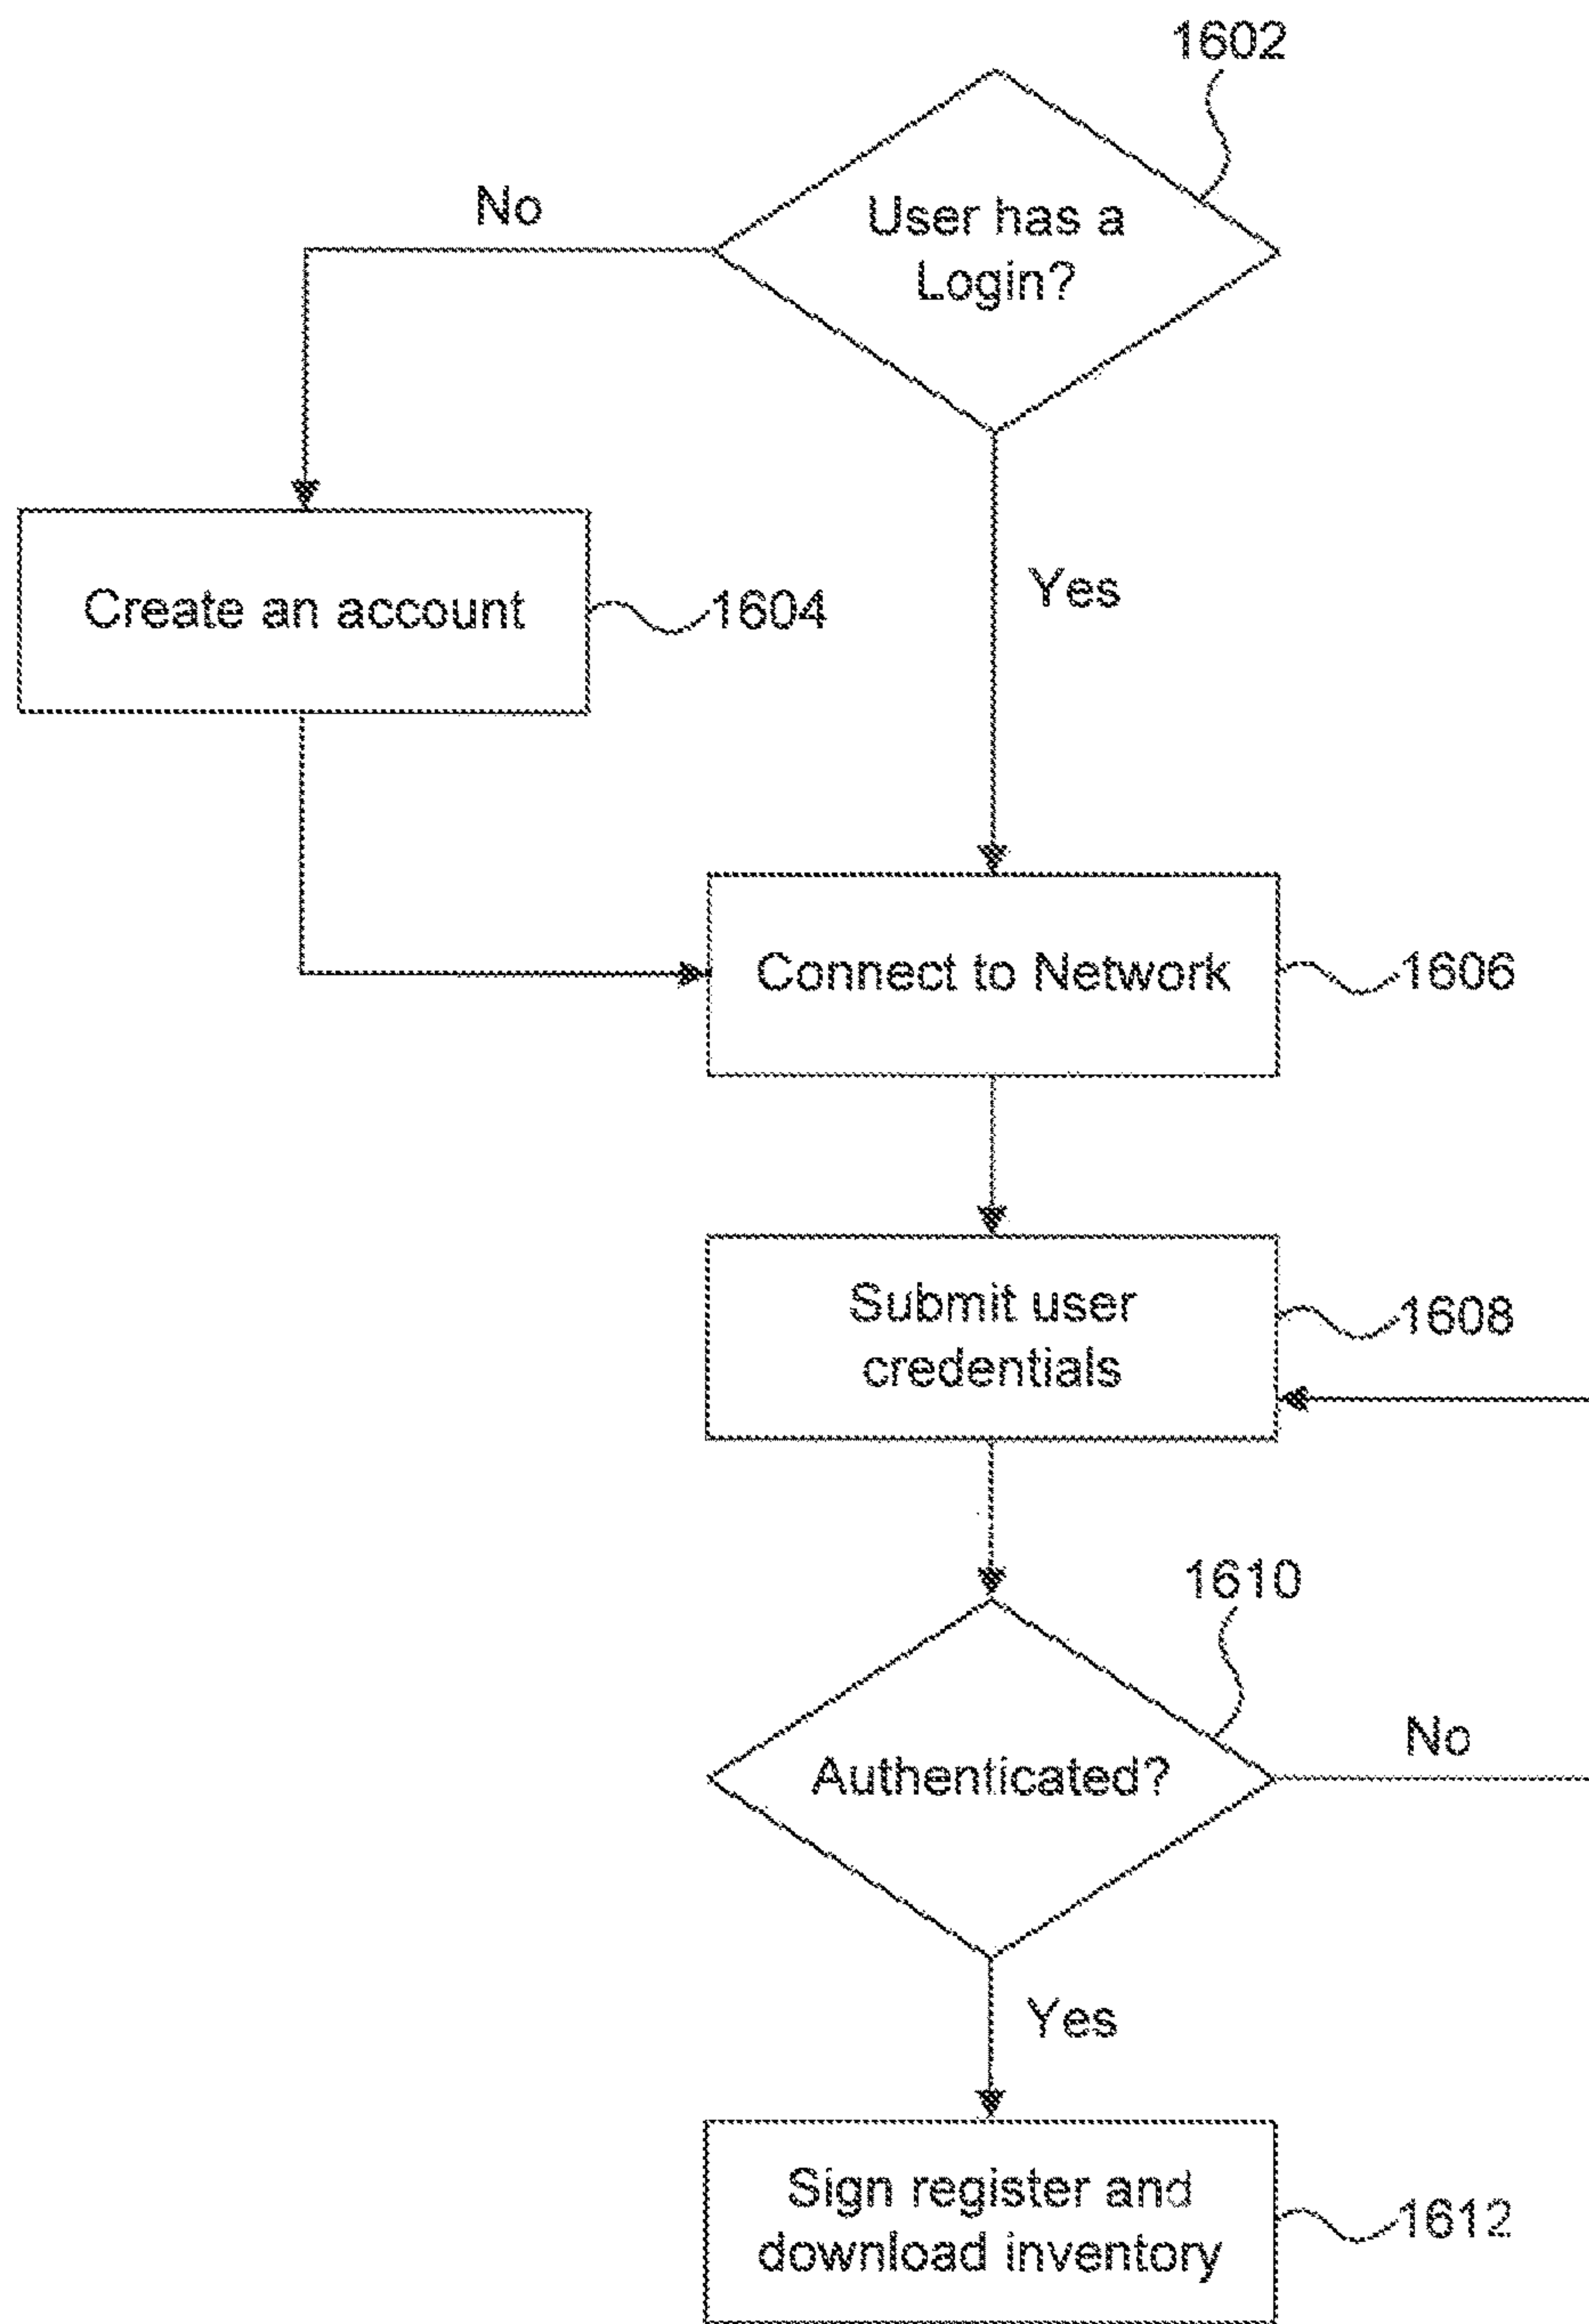 1602
No
User has a
Login?
Create an account
1604
Yes
Connect to Network
1606
Submit user
credentials
1608
1610
No
Authenticated?
Yes
Sign register and
download inventory
1612